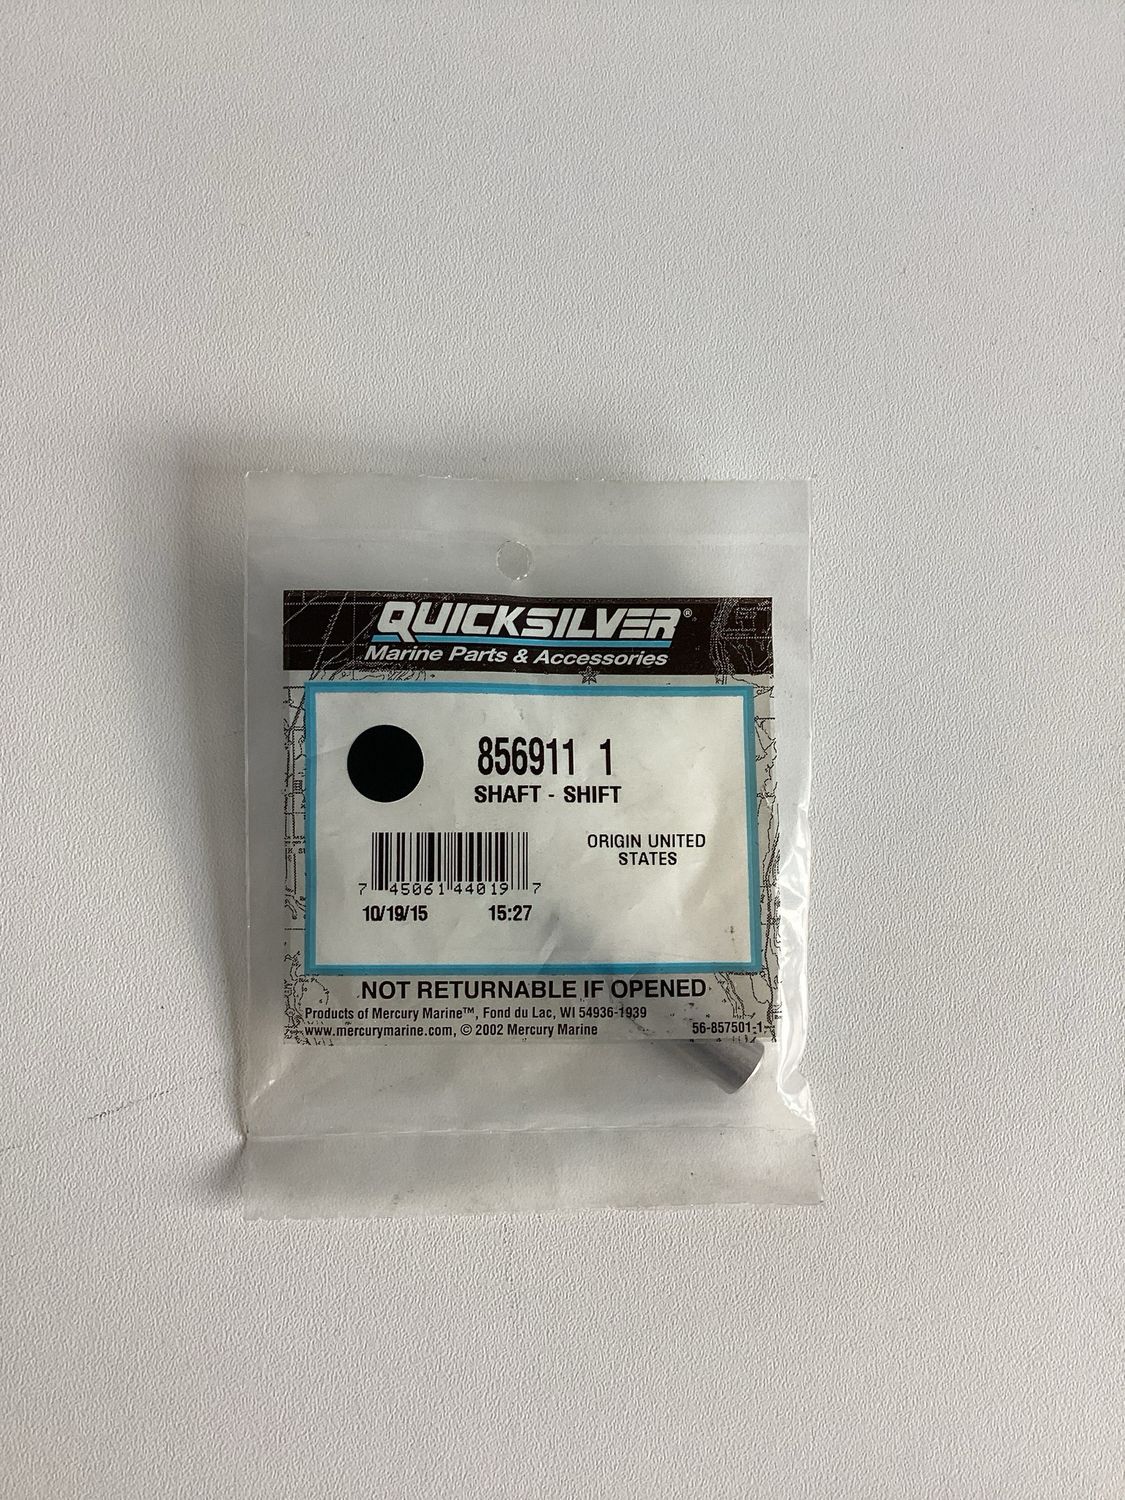 QUICKSILVER®
Marine Parts & Accessories
856911 1
SHAFT - SHIFT
ORIGIN UNITED
STATES
7 45061 44019 7
10/19/15 15:27
NOT RETURNABLE IF OPENED
Products of Mercury Marine™, Fond du Lac, WI 54936-1939
www.mercurymarine.com, © 2002 Mercury Marine
56-857501-1